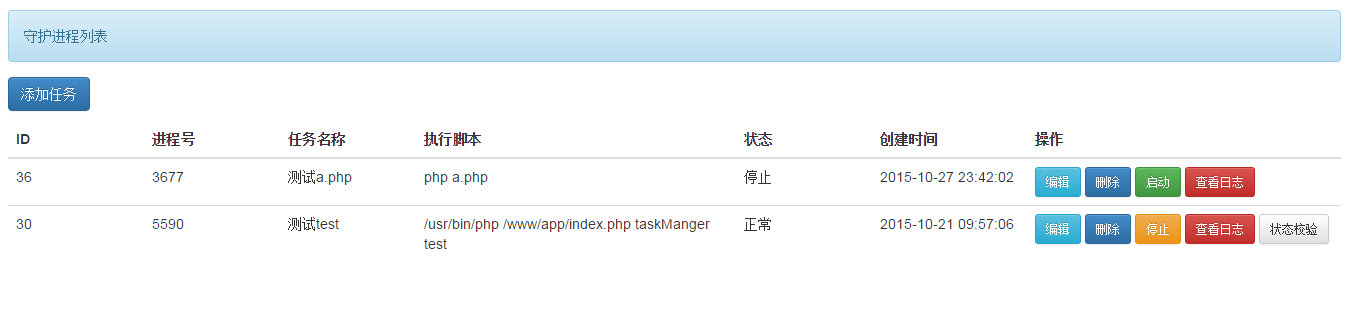 守护进程列表
添加任务
ID 进程号 任务名称 执行脚本 状态 创建时间 操作
36 3677 测试a.php php a.php 停止 2015-10-27 23:42:02 编辑 删除 启动 查看日志
30 5590 测试test /usr/bin/php /www/app/index.php taskManger 正常 2015-10-21 09:57:06 编辑 删除 停止 查看日志 状态校验
test